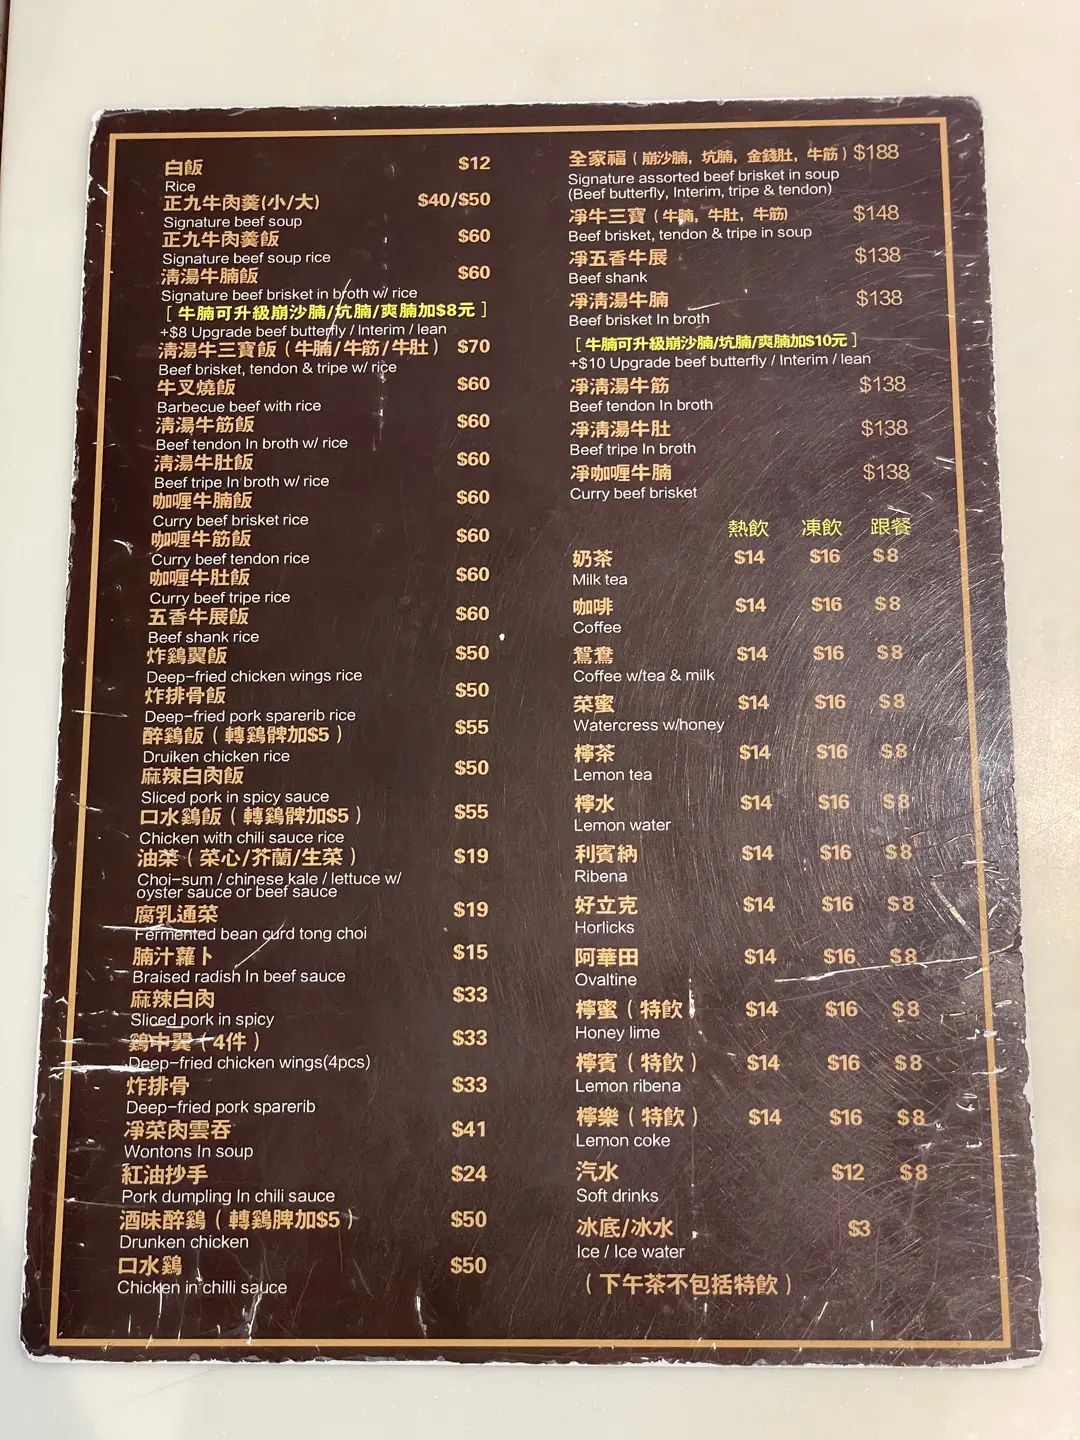 白飯 $12
Rice
正九牛肉羹(小/大) $40/$50
Signature beef soup
正九牛肉羹飯 $60
Signature beef soup rice
清湯牛腩飯 $60
Signature beef brisket in broth w/ rice
[ 牛腩可升級崩沙腩/坑腩/爽腩加$8元 ]
+$8 Upgrade beef butterfly / Interim / lean
清湯牛三寶飯 ( 牛腩/牛筋/牛肚 ) $70
Beef brisket, tendon & tripe w/ rice
牛叉燒飯 $60
Barbecue beef with rice
清湯牛筋飯 $60
Beef tendon In broth w/ rice
清湯牛肚飯 $60
Beef tripe In broth w/ rice
咖喱牛腩飯 $60
Curry beef brisket rice
咖喱牛筋飯 $60
Curry beef tendon rice
咖喱牛肚飯 $60
Curry beef tripe rice
五香牛展飯 $60
Beef shank rice
炸鷄翼飯 $50
Deep-fried chicken wings rice
炸排骨飯 $50
Deep-fried pork sparerib rice
醉鷄飯 ( 轉鷄髀加$5 ) $55
Druiken chicken rice
麻辣白肉飯 $50
Sliced pork in spicy sauce
口水鷄飯 ( 轉鷄髀加$5 ) $55
Chicken with chili sauce rice
油菜 ( 菜心/芥蘭/生菜 ) $19
Choi-sum / chinese kale / lettuce w/
oyster sauce or beef sauce
腐乳通菜 $19
Fermented bean curd tong choi
腩汁蘿卜 $15
Braised radish In beef sauce
麻辣白肉 $33
Sliced pork in spicy
鷄中翼 ( 4件 ) $33
Deep-fried chicken wings(4pcs)
炸排骨 $33
Deep-fried pork sparerib
凈菜肉雲吞 $41
Wontons In soup
紅油抄手 $24
Pork dumpling In chili sauce
酒味醉鷄 ( 轉鷄脾加$5 ) $50
Drunken chicken
口水鷄 $50
Chicken in chilli sauce
全家福 ( 崩沙腩, 坑腩, 金錢肚, 牛筋 ) $188
Signature assorted beef brisket in soup
(Beef butterfly, Interim, tripe & tendon)
凈牛三寶 ( 牛腩, 牛肚, 牛筋) $148
Beef brisket, tendon & tripe in soup
凈五香牛展 $138
Beef shank
凈清湯牛腩 $138
Beef brisket In broth
[ 牛腩可升級崩沙腩/坑腩/爽腩加$10元 ]
+$10 Upgrade beef butterfly / Interim / lean
凈清湯牛筋 $138
Beef tendon In broth
凈清湯牛肚 $138
Beef tripe In broth
凈咖喱牛腩 $138
Curry beef brisket
熱飲 凍飲 跟餐
奶茶 $14 $16 $8
Milk tea
咖啡 $14 $16 $8
Coffee
鴛鴦 $14 $16 $8
Coffee w/tea & milk
菜蜜 $14 $16 $8
Watercress w/honey
檸茶 $14 $16 $8
Lemon tea
檸水 $14 $16 $8
Lemon water
利賓納 $14 $16 $8
Ribena
好立克 $14 $16 $8
Horlicks
阿華田 $14 $16 $8
Ovaltine
檸蜜 ( 特飲 ) $14 $16 $8
Honey lime
檸賓 ( 特飲 ) $14 $16 $8
Lemon ribena
檸樂 ( 特飲 ) $14 $16 $8
Lemon coke
汽水 $12 $8
Soft drinks
冰底/冰水 $3
Ice / Ice water
( 下午茶不包括特飲 )